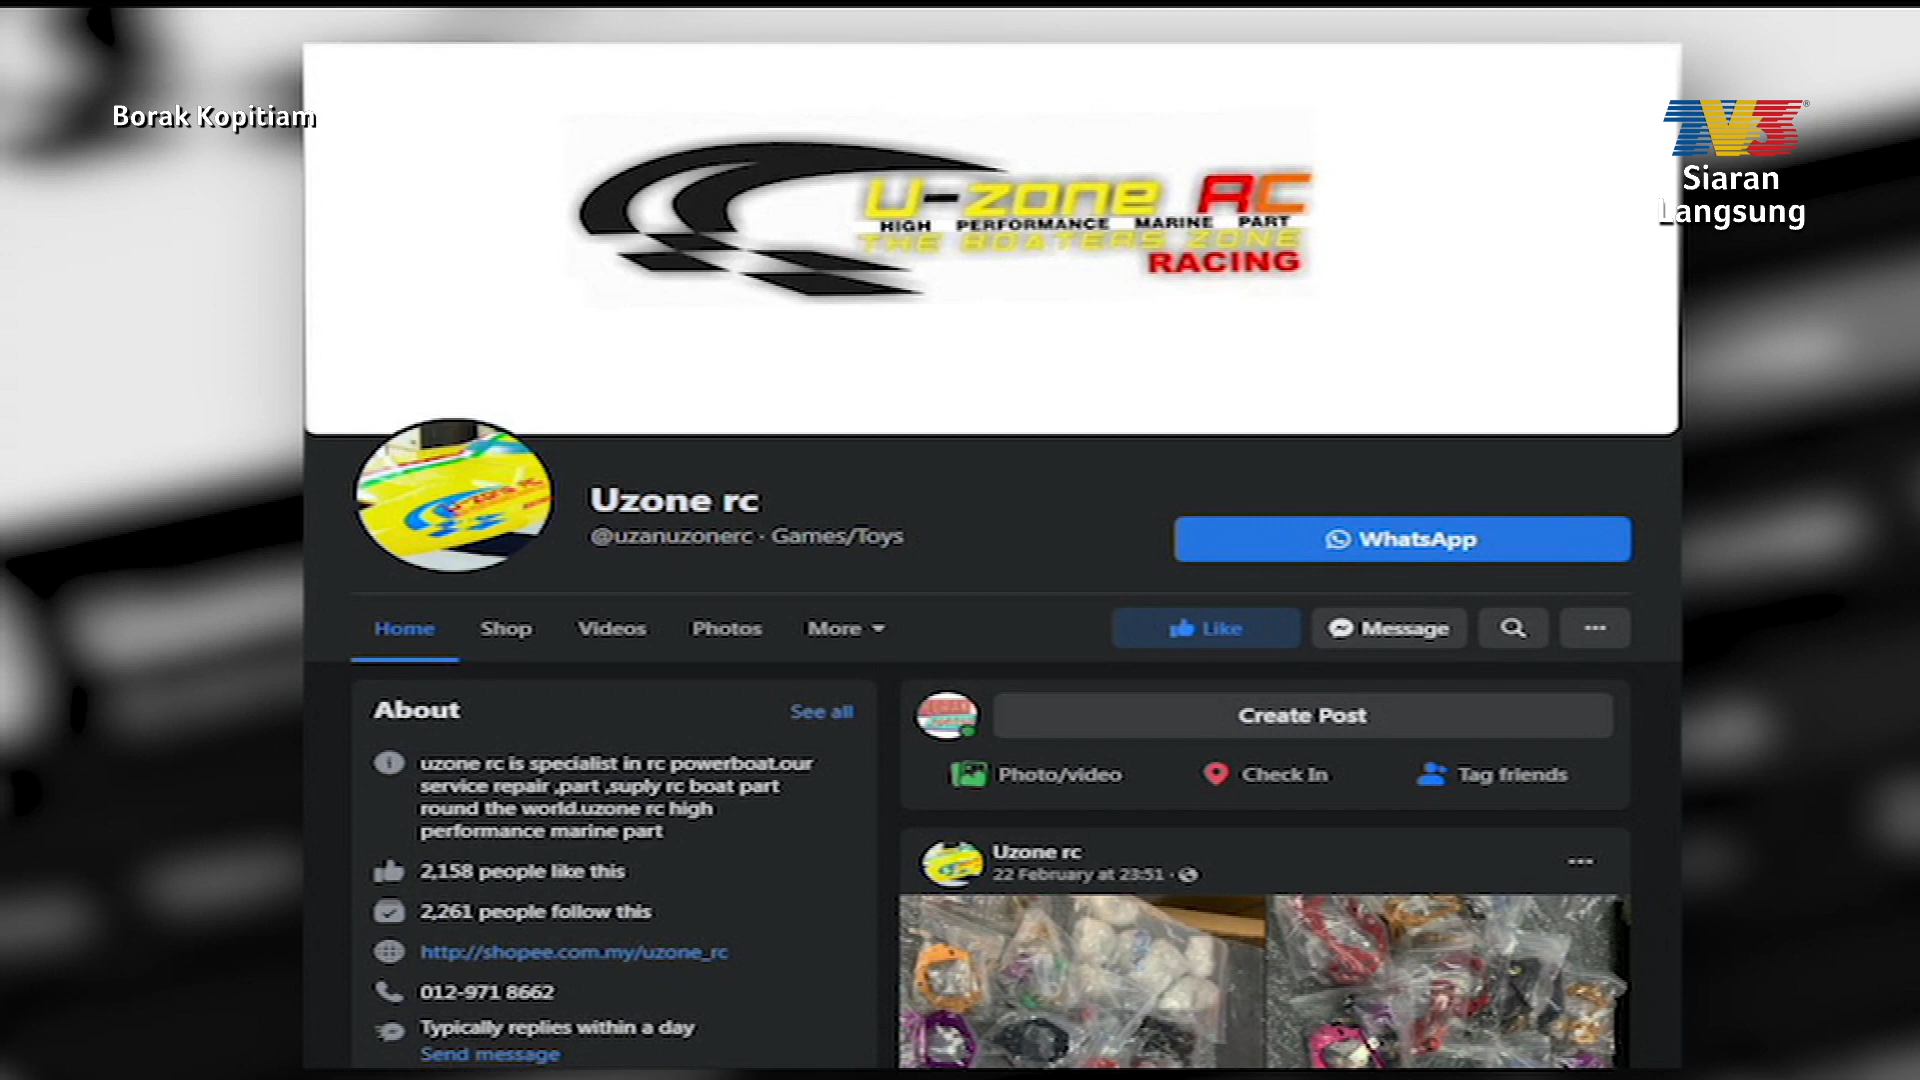 Borak Kopitiam
TV3
Siaran
Langsung
U-zone RC
HIGH PERFORMANCE MARINE PART
THE BOATERS ZONE
RACING
Uzone rc
@uzanuzonerc · Games/Toys
WhatsApp
Home
Shop
Videos
Photos
More
Like
Message
About
See all
uzone rc is specialist in rc powerboat.our
service repair ,part ,suply rc boat part
round the world.uzone rc high
performance marine part
2,158 people like this
2,261 people follow this
http://shopee.com.my/uzone_rc
012-971 8662
Typically replies within a day
Send message
Create Post
Photo/video
Check In
Tag friends
Uzone rc
22 February at 23:51